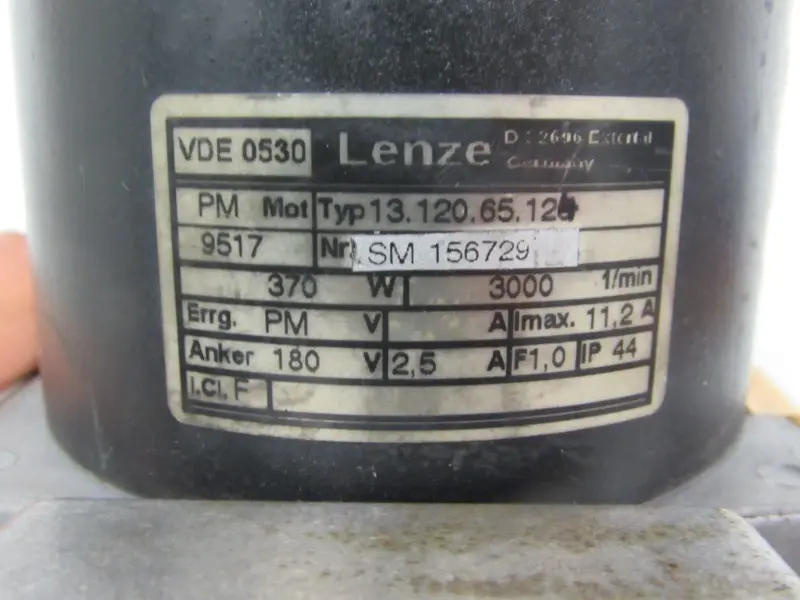 VDE 0530 Lenze Extertal Germany
PM Mot Typ 13.120.65.12
9517 Nr SM 156729
370 W 3000 1/min
Errg. PM V A Imax. 11,2 A
Anker 180 V 2,5 A F1,0 IP 44
I.Cl. F